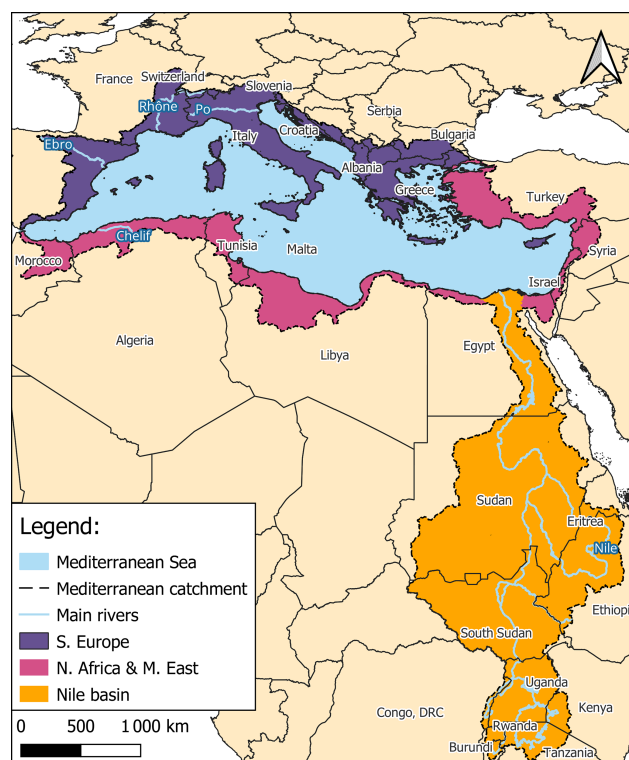 France
Switzerland
Slovenia
Rhône
Po
Serbia
Italy
Croatia
Bulgaria
Ebro
Albania
Greece
Turkey
Chelif
Tunisia
Malta
Syria
Morocco
Israel
Algeria
Libya
Egypt
Sudan
Eritrea
Nile
Ethiopi
South Sudan
Uganda
Congo, DRC
Kenya
Rwanda
Burundi
Tanzania
Legend:
Mediterranean Sea
Mediterranean catchment
Main rivers
S. Europe
N. Africa & M. East
Nile basin
0 500 1 000 km